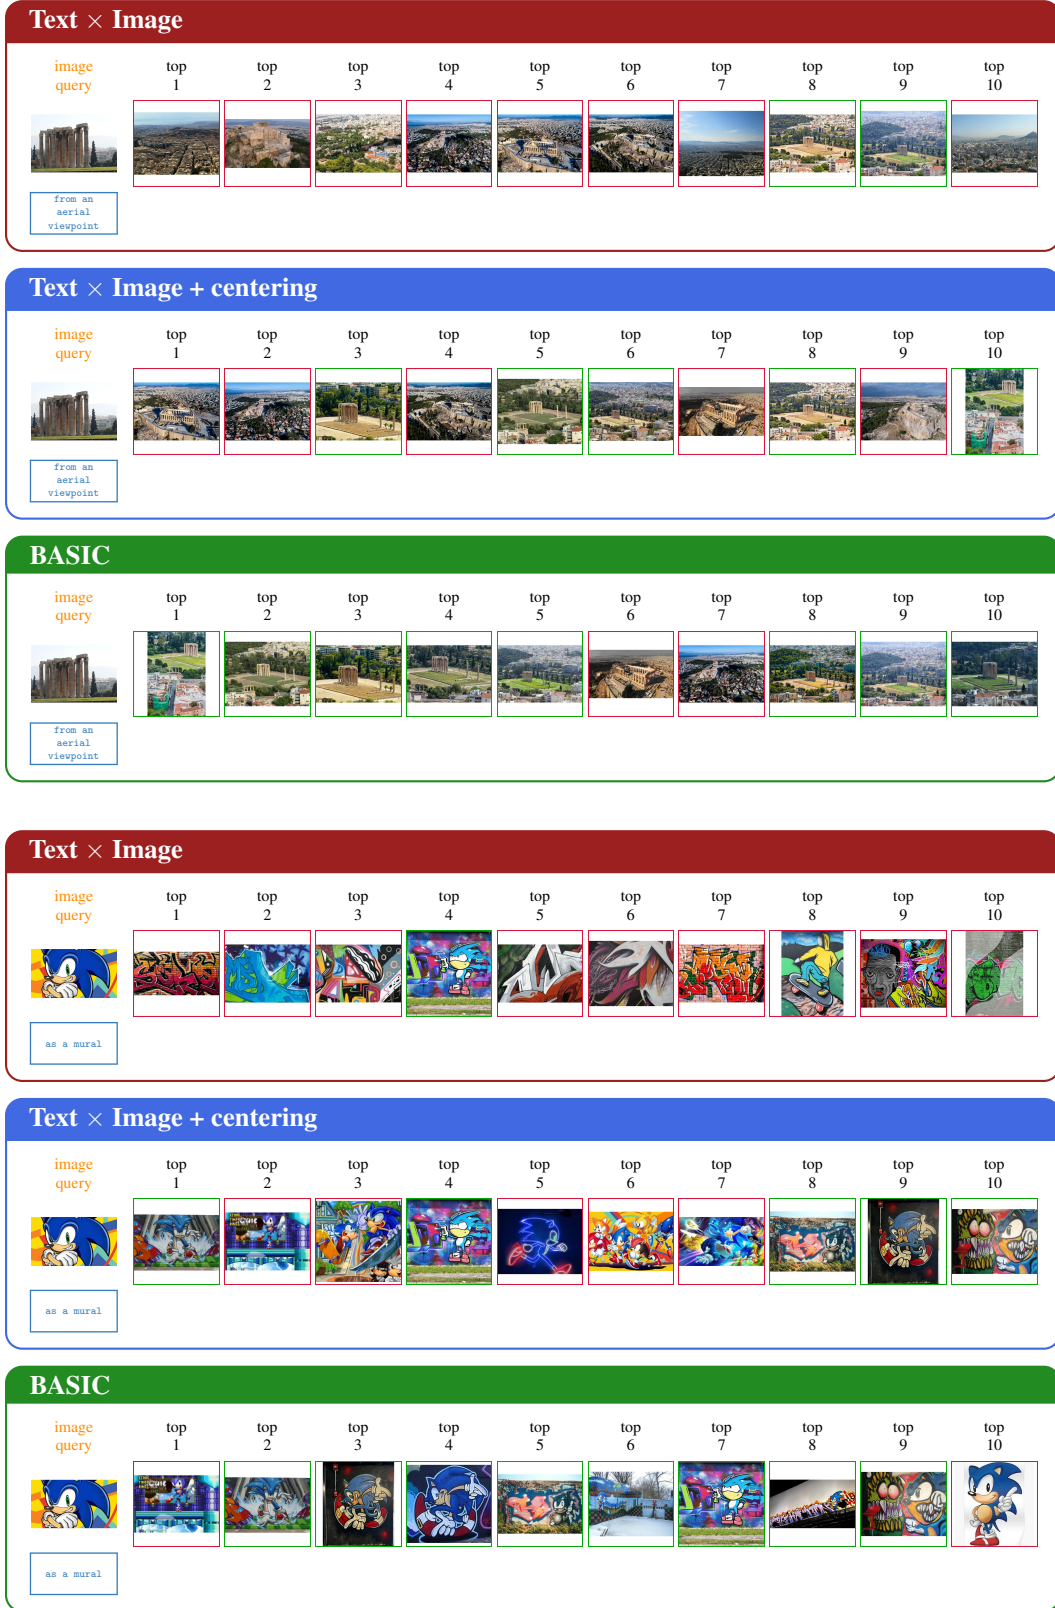 Text × Image
image query
top 1
top 2
top 3
top 4
top 5
top 6
top 7
top 8
top 9
top 10
from an
aerial
viewpoint
Text × Image + centering
image query
top 1
top 2
top 3
top 4
top 5
top 6
top 7
top 8
top 9
top 10
from an
aerial
viewpoint
BASIC
image query
top 1
top 2
top 3
top 4
top 5
top 6
top 7
top 8
top 9
top 10
from an
aerial
viewpoint
Text × Image
image query
top 1
top 2
top 3
top 4
top 5
top 6
top 7
top 8
top 9
top 10
as a mural
Text × Image + centering
image query
top 1
top 2
top 3
top 4
top 5
top 6
top 7
top 8
top 9
top 10
as a mural
BASIC
image query
top 1
top 2
top 3
top 4
top 5
top 6
top 7
top 8
top 9
top 10
as a mural